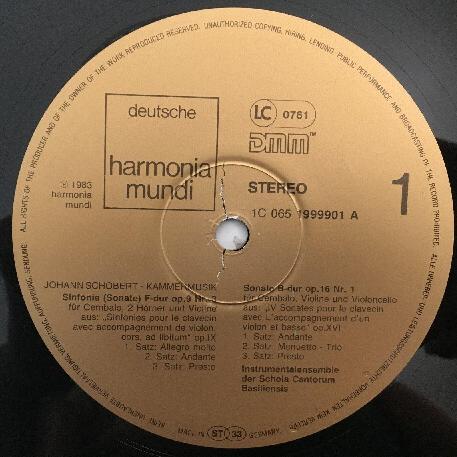 ALL RIGHTS OF THE PRODUCER AND OF THE OWNER OF THE WORK REPRODUCED RESERVED. UNAUTHORIZED COPYING, HIRING, LENDING, PUBLIC PERFORMANCE AND BROADCASTING OF THE RECORD PROHIBITED.
LC 0761
DMM™
deutsche
harmonia
mundi
STEREO
1
℗ 1983
harmonia
mundi
1C 065 1999901 A
JOHANN SCHOBERT - KAMMERMUSIK
Sinfonie (Sonate) F-dur op.9 Nr. 3
für Cembalo, 2 Hörner und Violine
aus: „Sinfonies pour le clavecin
avec accompagnement de violon,
cors, ad libitum" op.IX
1. Satz: Allegro molto
2. Satz: Andante
3. Satz: Presto
Sonate B-dur op.16 Nr. 1
für Cembalo, Violine und Violoncello
aus: „IV Sonates pour le clavecin
avec L'accompagnement d'un
violon et basse" op.XVI
1. Satz: Andante
2. Satz: Menuetto - Trio
3. Satz: Presto
Instrumentalensemble
der Schola Cantorum
Basiliensis
MADE IN ST 33 GERMANY